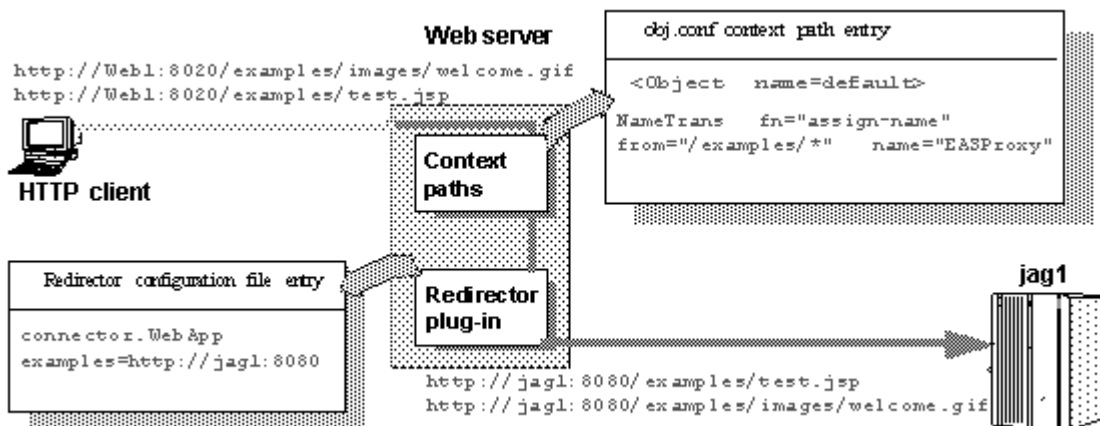 Web server
http://Web1:8020/examples/images/welcome.gif
http://Web1:8020/examples/test.jsp
HTTP client
obj.conf context path entry
<Object name=default>
NameTrans fn="assign-name"
from="/examples/*" name="EASProxy"
Context
paths
Redirector configuration file entry
connector.WebApp
examples=http://jag1:8080
Redirector
plug-in
jag1
http://jag1:8080/examples/test.jsp
http://jag1:8080/examples/images/welcome.gif